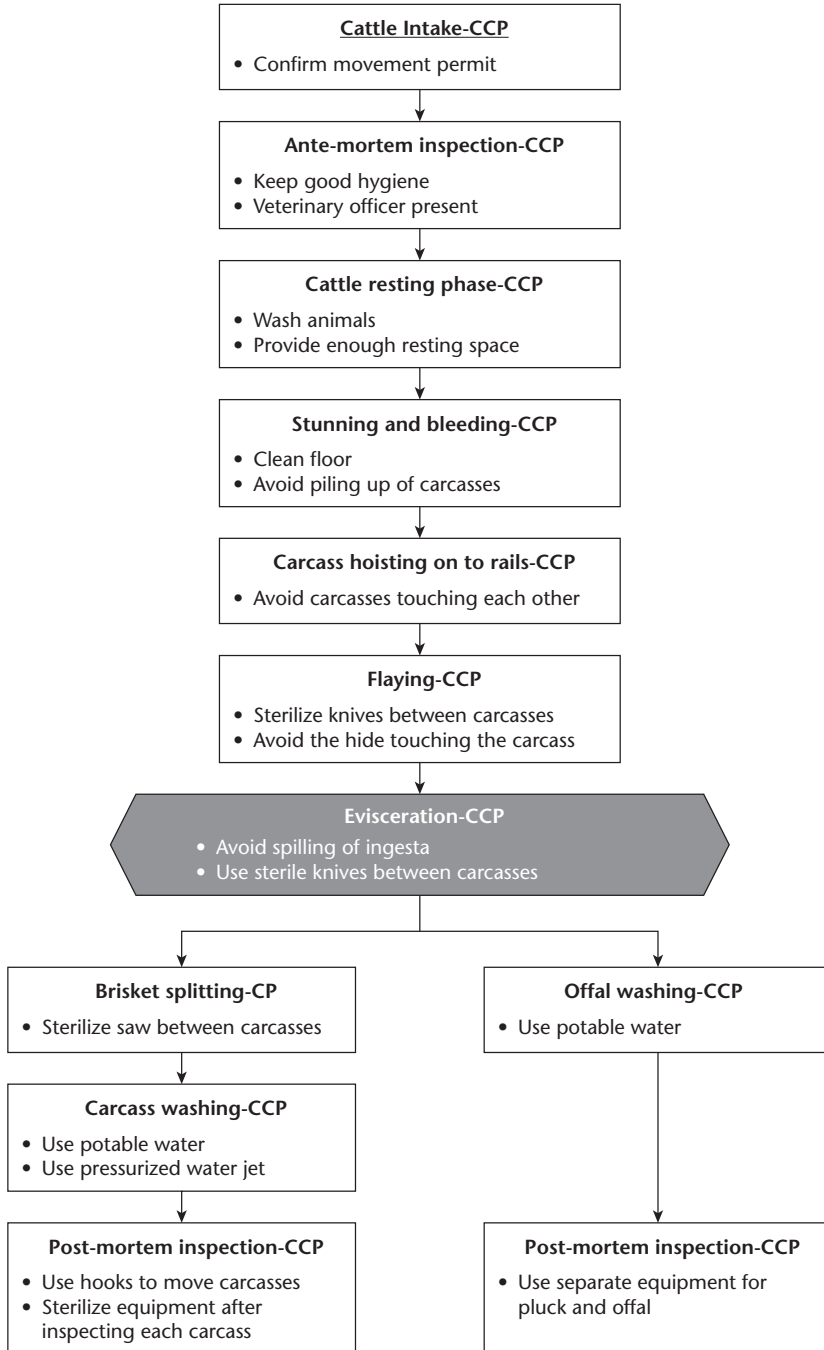 Cattle Intake-CCP
• Confirm movement permit
Ante-mortem inspection-CCP
• Keep good hygiene
• Veterinary officer present
Cattle resting phase-CCP
• Wash animals
• Provide enough resting space
Stunning and bleeding-CCP
• Clean floor
• Avoid piling up of carcasses
Carcass hoisting on to rails-CCP
• Avoid carcasses touching each other
Flaying-CCP
• Sterilize knives between carcasses
• Avoid the hide touching the carcass
Evisceration-CCP
• Avoid spilling of ingesta
• Use sterile knives between carcasses
Brisket splitting-CP
• Sterilize saw between carcasses
Carcass washing-CCP
• Use potable water
• Use pressurized water jet
Post-mortem inspection-CCP
• Use hooks to move carcasses
• Sterilize equipment after
inspecting each carcass
Offal washing-CCP
• Use potable water
Post-mortem inspection-CCP
• Use separate equipment for
pluck and offal